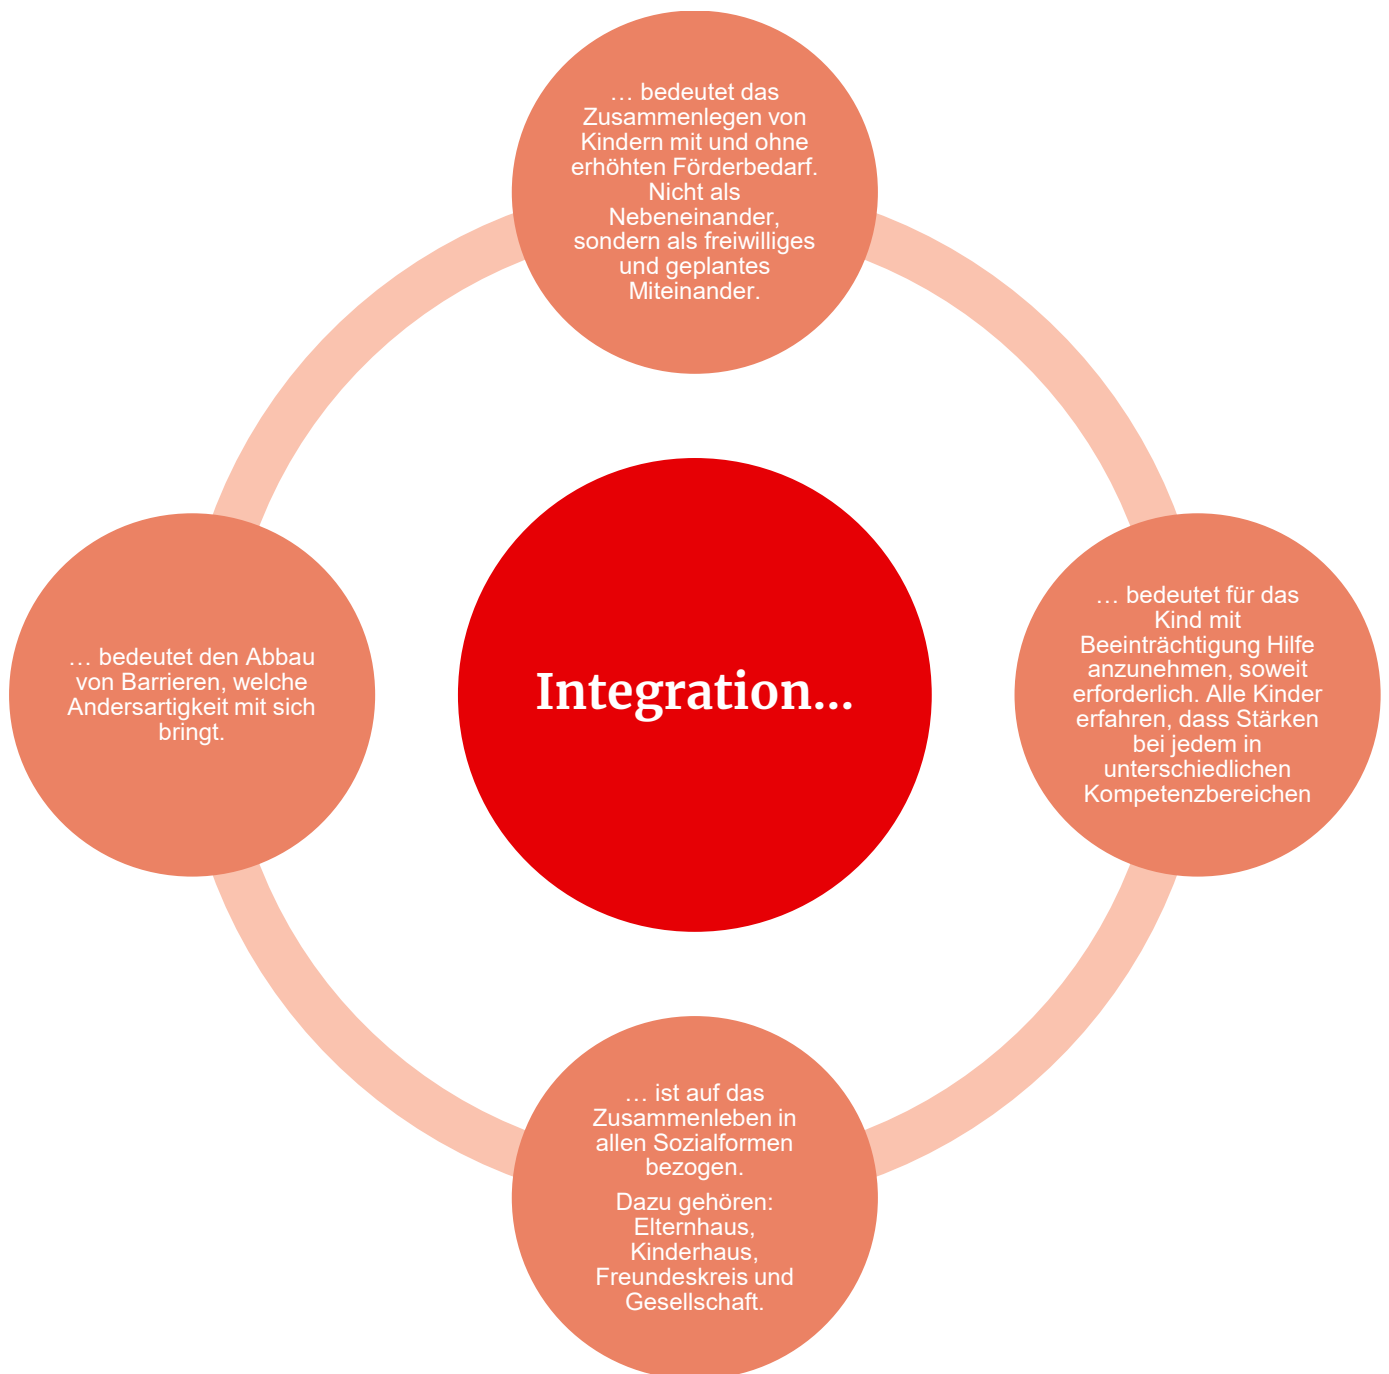 … bedeutet das
Zusammenlegen von
Kindern mit und ohne
erhöhten Förderbedarf.
Nicht als
Nebeneinander,
sondern als freiwilliges
und geplantes
Miteinander.
… bedeutet den Abbau
von Barrieren, welche
Andersartigkeit mit sich
bringt.
Integration...
… bedeutet für das
Kind mit
Beeinträchtigung Hilfe
anzunehmen, soweit
erforderlich. Alle Kinder
erfahren, dass Stärken
bei jedem in
unterschiedlichen
Kompetenzbereichen
… ist auf das
Zusammenleben in
allen Sozialformen
bezogen.
Dazu gehören:
Elternhaus,
Kinderhaus,
Freundeskreis und
Gesellschaft.